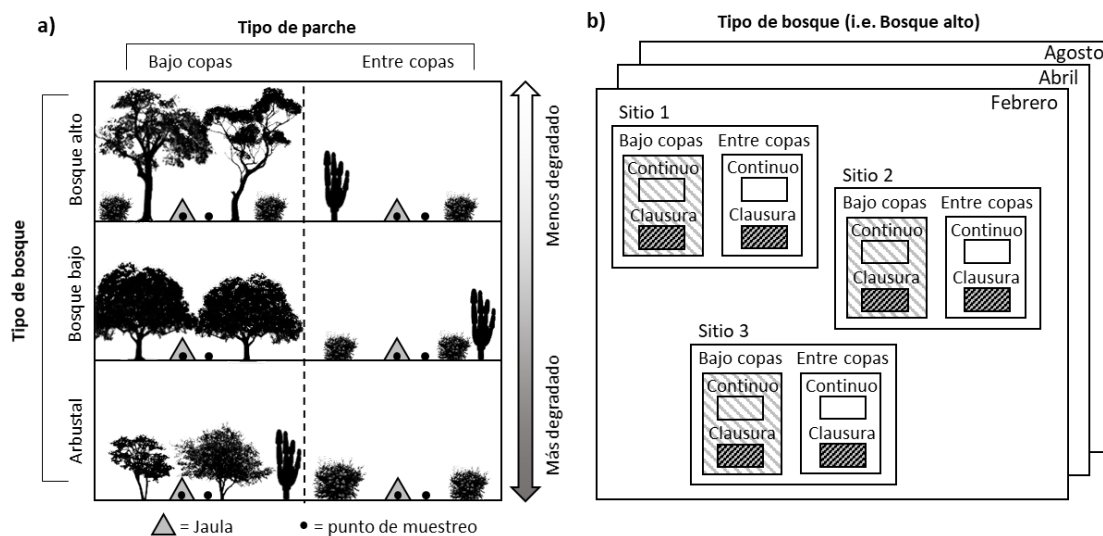 a)
Tipo de parche
Bajo copas
Entre copas
Tipo de bosque
Bosque alto
Bosque bajo
Arbustal
Menos degradado
Más degradado
= Jaula
= punto de muestreo
b)
Tipo de bosque (i.e. Bosque alto)
Agosto
Abril
Febrero
Sitio 1
Bajo copas Entre copas
Continuo Continuo
Clausura Clausura
Sitio 2
Bajo copas Entre copas
Continuo Continuo
Clausura Clausura
Sitio 3
Bajo copas Entre copas
Continuo Continuo
Clausura Clausura